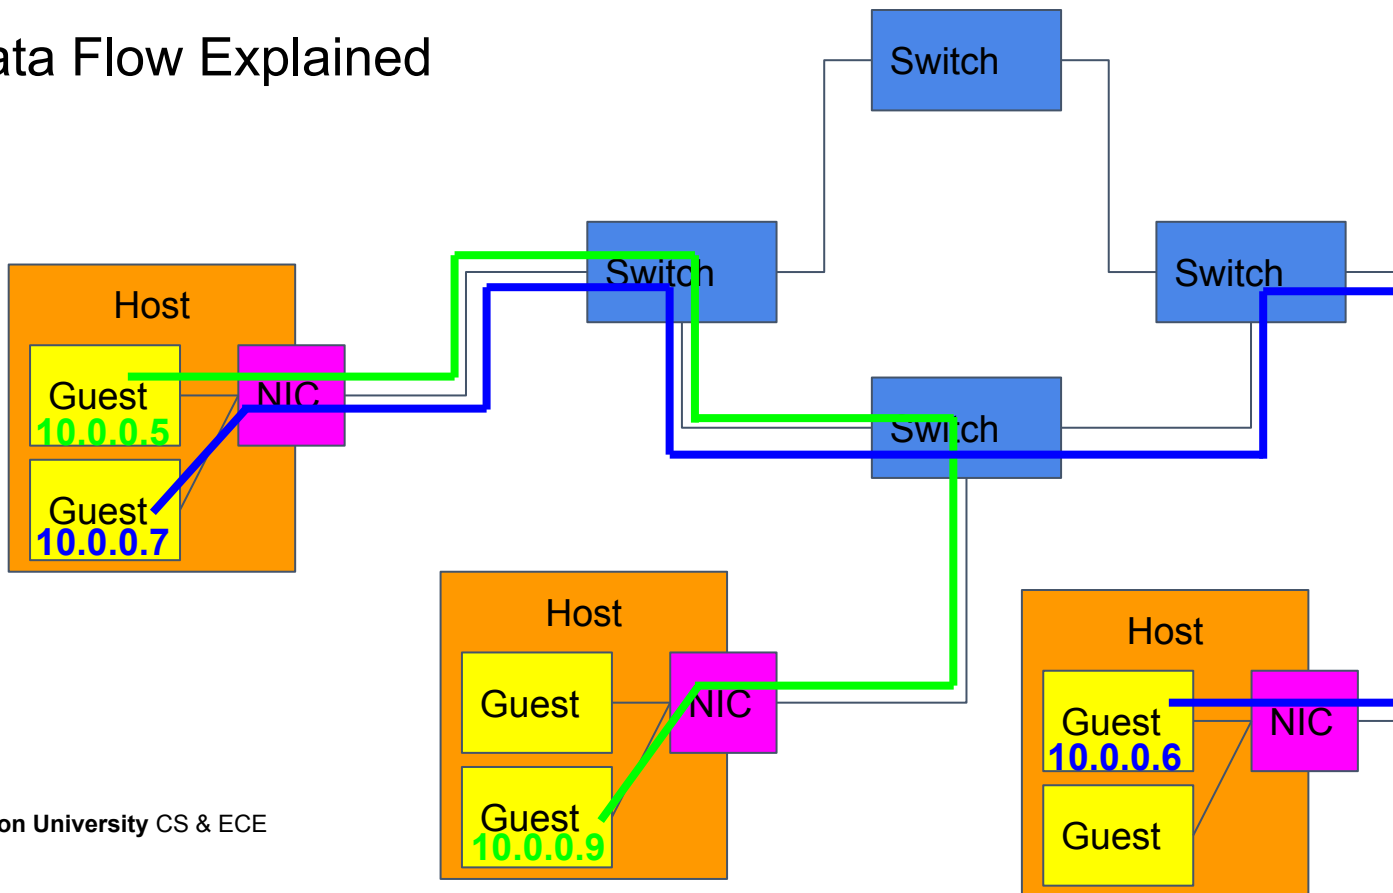 ata Flow Explained
Switch
Switch
Switch
Host
Guest
10.0.0.5
NIC
Guest
10.0.0.7
Switch
Host
Guest
NIC
Guest
10.0.0.9
Host
Guest
10.0.0.6
NIC
Guest
on University CS & ECE